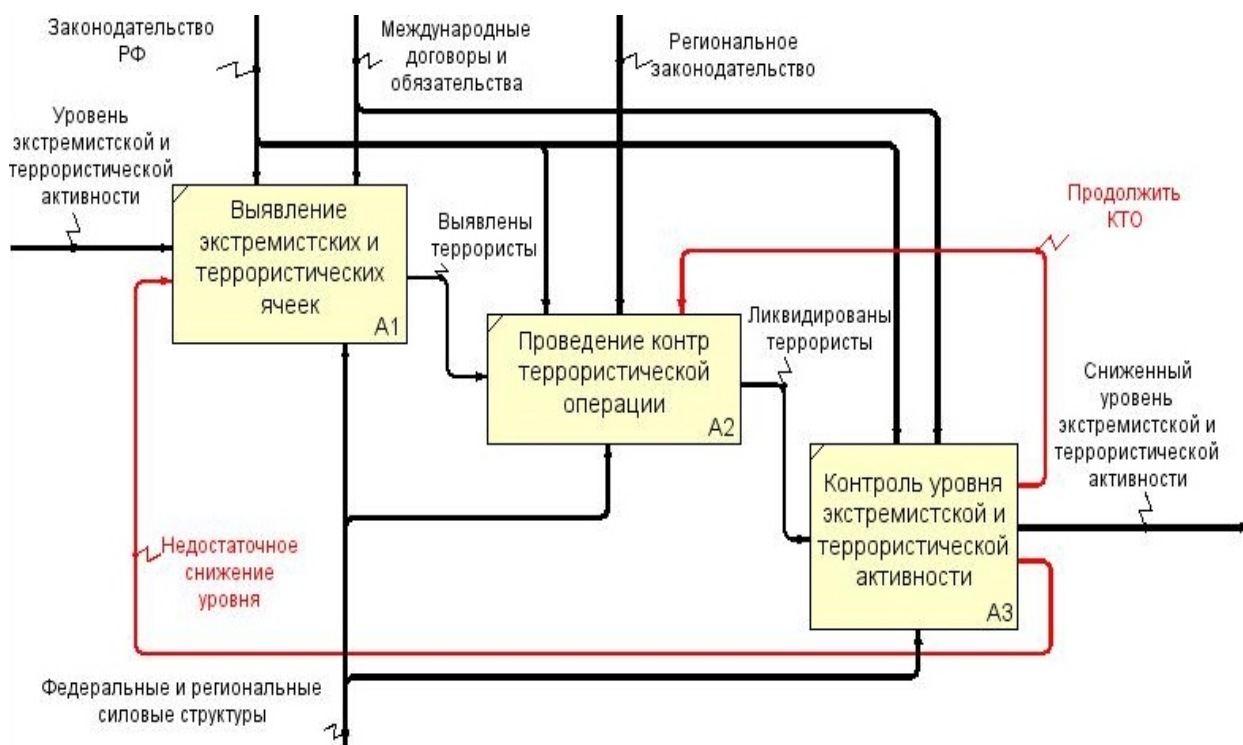 Законодательство
РФ
Международные
договоры и
обязательства
Региональное
законодательство
Уровень
экстремистской и
террористической
активности
Выявление
экстремистских и
террористических
ячеек
A1
Выявлены
террористы
Продолжить
КТО
Проведение контр
террористической
операции
A2
Ликвидированы
террористы
Сниженный
уровень
экстремистской и
террористической
активности
Контроль уровня
экстремистской и
террористической
активности
A3
Недостаточное
снижение
уровня
Федеральные и региональные
силовые структуры